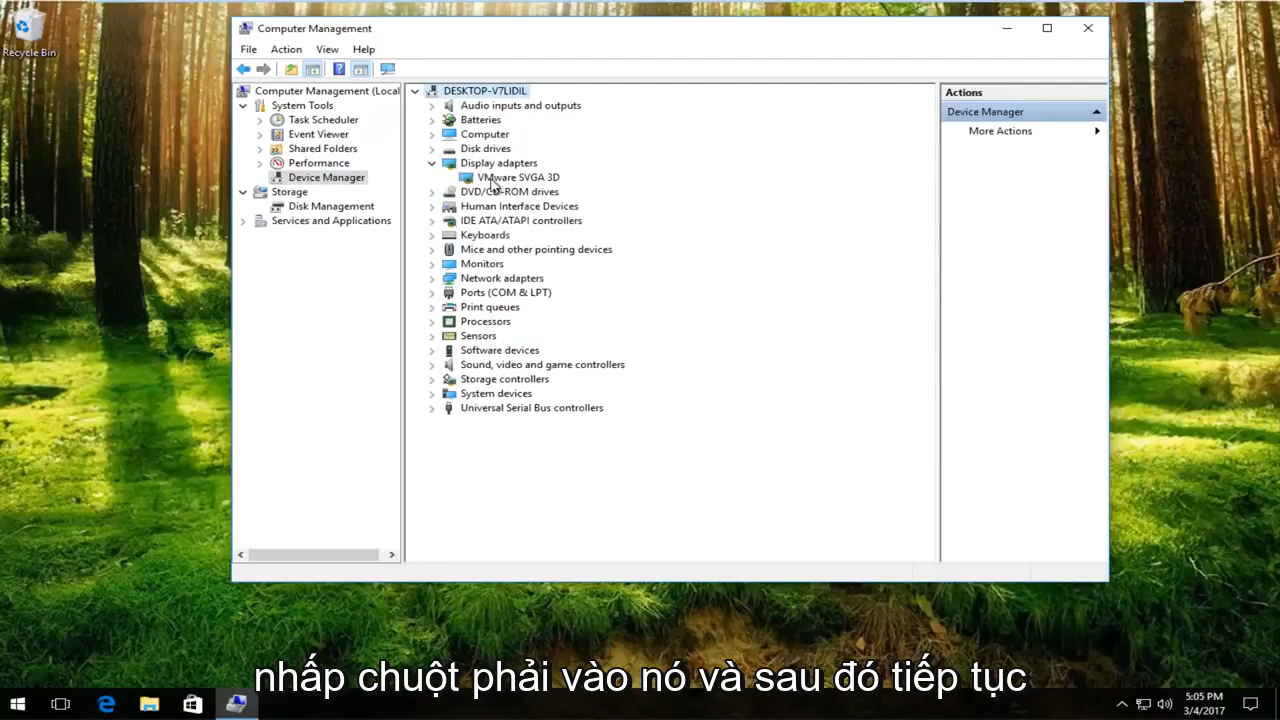 Recycle Bin
Computer Management
File Action View Help
Computer Management (Local
System Tools
Task Scheduler
Event Viewer
Shared Folders
Performance
Device Manager
Storage
Disk Management
Services and Applications
DESKTOP-V7LIDIL
Audio inputs and outputs
Batteries
Computer
Disk drives
Display adapters
VMware SVGA 3D
DVD/CD-ROM drives
Human Interface Devices
IDE ATA/ATAPI controllers
Keyboards
Mice and other pointing devices
Monitors
Network adapters
Ports (COM & LPT)
Print queues
Processors
Sensors
Software devices
Sound, video and game controllers
Storage controllers
System devices
Universal Serial Bus controllers
Actions
Device Manager
More Actions
nhấp chuột phải vào nó và sau đó tiếp tục
5:05 PM
3/4/2017